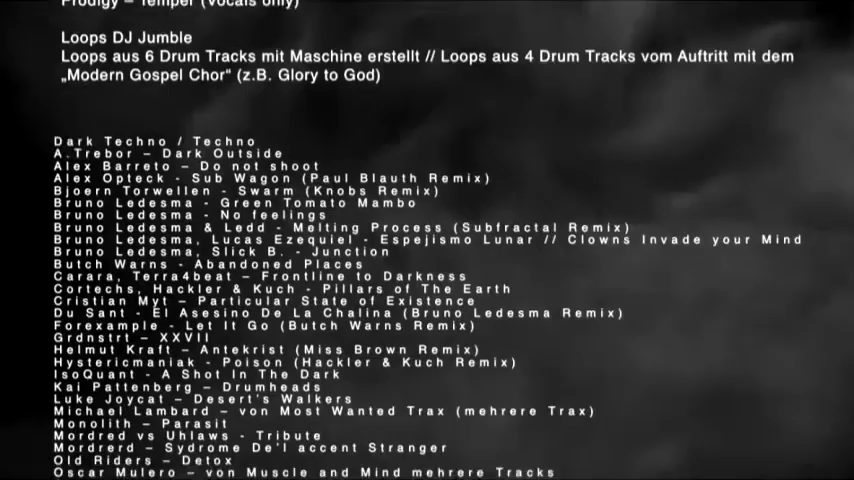 Prodigy – Temper (Vocals only)
Loops DJ Jumble
Loops aus 6 Drum Tracks mit Maschine erstellt // Loops aus 4 Drum Tracks vom Auftritt mit dem
„Modern Gospel Chor“ (z.B. Glory to God)
Dark Techno / Techno
A.Trebor – Dark Outside
Alex Barreto – Do not shoot
Alex Opteck - Sub Wagon (Paul Blauth Remix)
Bjoern Torwellen - Swarm (Knobs Remix)
Bruno Ledesma - Green Tomato Mambo
Bruno Ledesma - No feelings
Bruno Ledesma & Ledd - Melting Process (Subfractal Remix)
Bruno Ledesma, Lucas Ezequiel - Espejismo Lunar // Clowns Invade your Mind
Bruno Ledesma, Slick B. - Junction
Butch Warns - Abandoned Places
Carara, Terra4beat – Frontline to Darkness
Cortechs, Hackler & Kuch - Pillars of The Earth
Cristian Myt – Particular State of Existence
Du Sant - El Asesino De La Chalina (Bruno Ledesma Remix)
Forexample - Let It Go (Butch Warns Remix)
Grdnstrt – XXVII
Helmut Kraft – Antekrist (Miss Brown Remix)
Hystericmaniak - Poison (Hackler & Kuch Remix)
IsoQuant - A Shot In The Dark
Kai Pattenberg – Drumheads
Luke Joycat – Desert's Walkers
Michael Lambard – von Most Wanted Trax (mehrere Trax)
Monolith – Parasit
Mordred vs Uhlaws - Tribute
Mordrerd – Sydrome De'l accent Stranger
Old Riders – Detox
Oscar Mulero – von Muscle and Mind mehrere Tracks